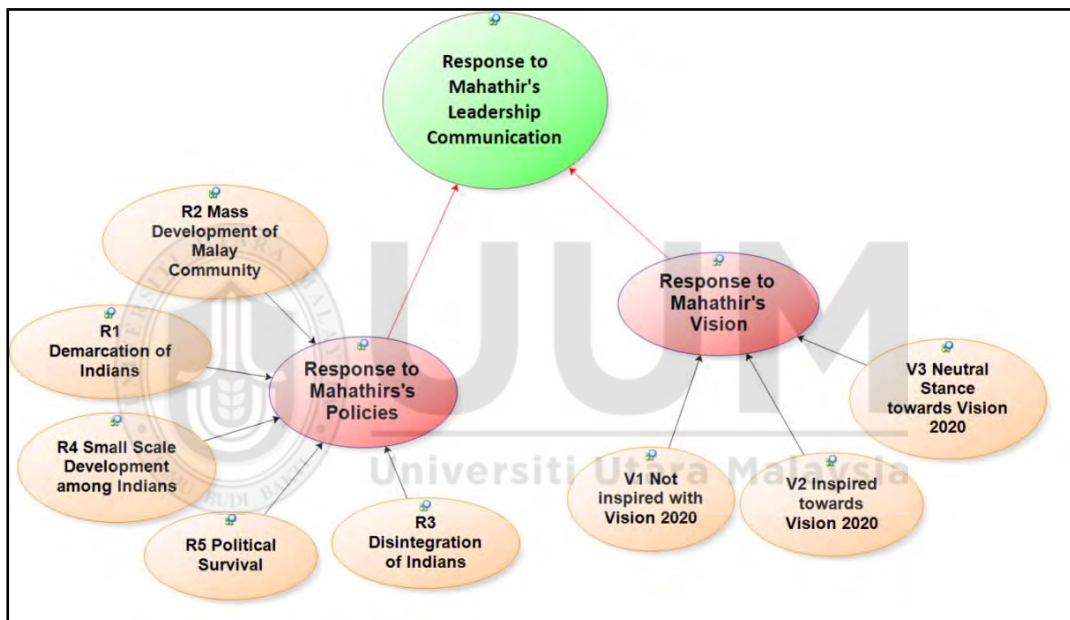 Response to
Mahathir's
Leadership
Communication
R2 Mass
Development of
Malay
Community
R1
Demarcation of
Indians
Response to
Mahathirs's
Policies
R4 Small Scale
Development
among Indians
R5 Political
Survival
R3
Disintegration
of Indians
Response to
Mahathir's
Vision
V3 Neutral
Stance
towards Vision
2020
V1 Not
inspired with
Vision 2020
V2 Inspired
towards
Vision 2020
UUM
Universiti Utara Malaysia